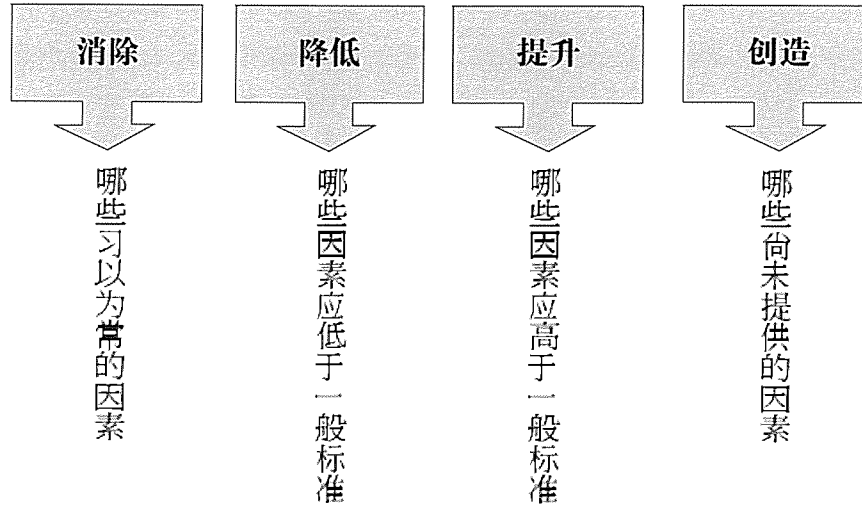 消除
降低
提升
创造
哪些习以为常的因素
哪些因素应低于一般标准
哪些因素应高于一般标准
哪些尚未提供的因素